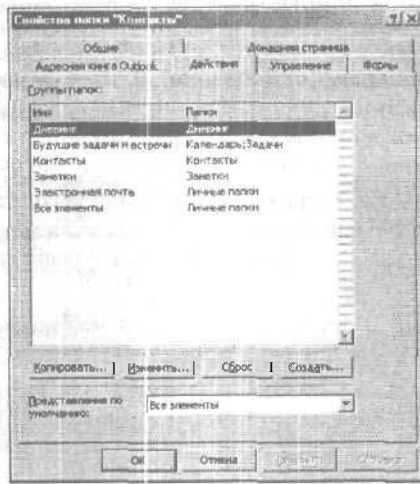 Свойства папки "Контакты"
Общие Домашняя страница
Адресная книга Outlook Действия Управление Формы
Группы папок:
Имя Папки
Дневник Дневник
Будущие задачи и встречи Календарь;Задачи
Контакты Контакты
Заметки Заметки
Электронная почта Личные папки
Все элементы Личные папки
Копировать... Изменить... Сброс Создать...
Представление по умолчанию: Все элементы
ОК Отмена